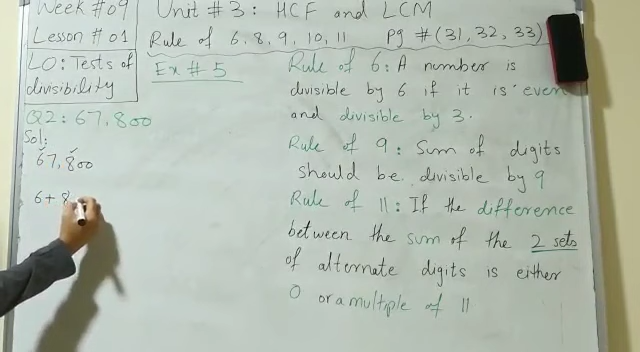 Week #09
Unit #3: HCF and LCM
Lesson #01
Rule of 6, 8, 9, 10, 11 Pg #(31, 32, 33)
LO: Tests of
divisibility
Ex #5
Q2: 67,800
Sol:
67,800
6+8
Rule of 6: A number is
divisible by 6 if it is even
and divisible by 3.
Rule of 9: Sum of digits
should be divisible by 9
Rule of 11: If the difference
between the sum of the 2 sets
of alternate digits is either
0 or a multiple of 11